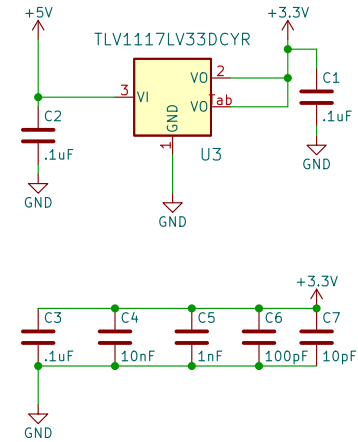 +5V
+3.3V
TLV1117LV33DCYR
3
VI
VO
2
VO
Tab
GND
1
U3
C2
.1uF
GND
C1
.1uF
GND
GND
+3.3V
C3
C4
C5
C6
C7
.1uF
10nF
1nF
100pF
10pF
GND